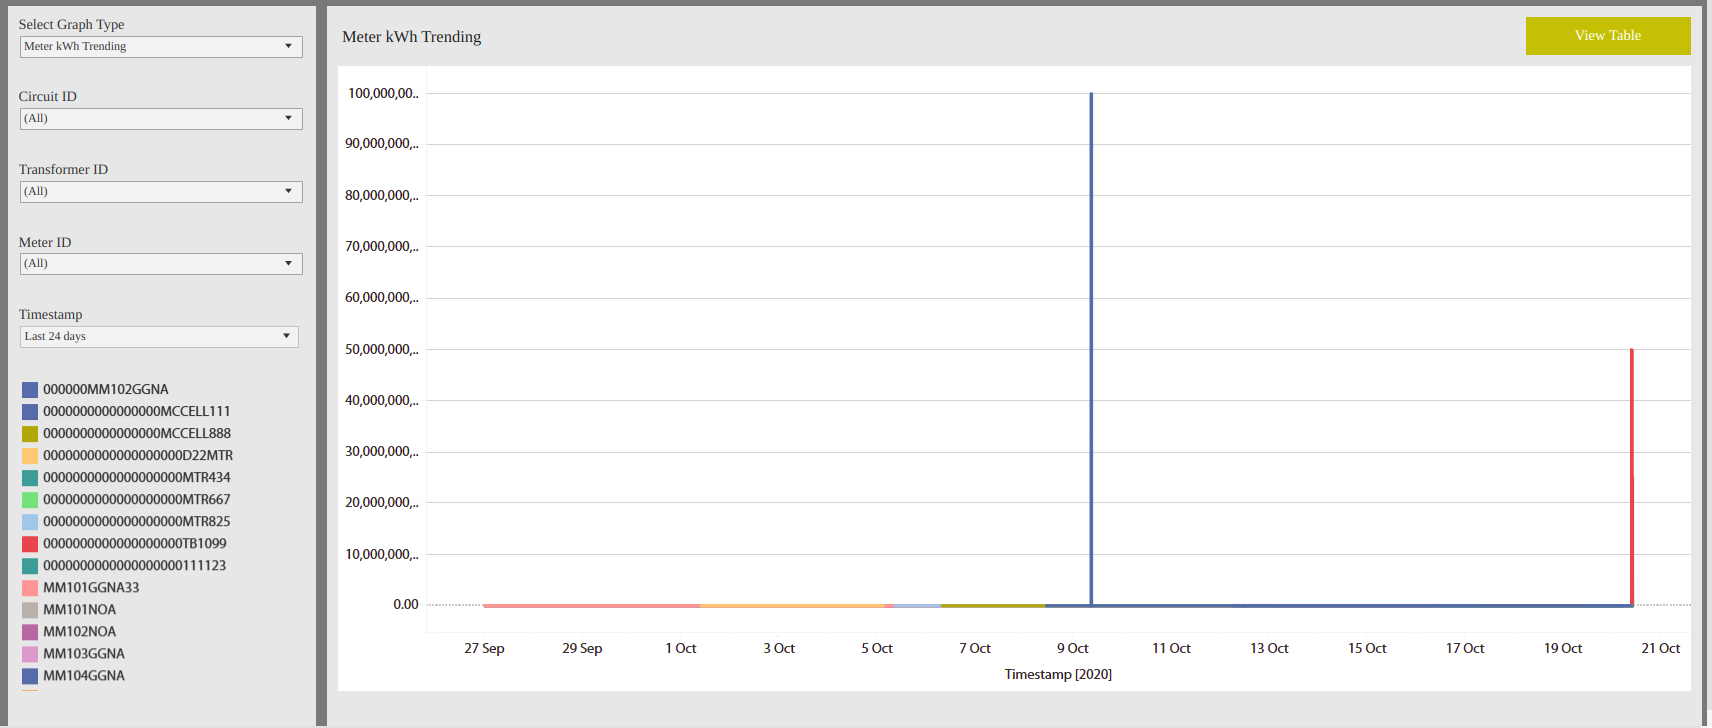 Select Graph Type
Meter kWh Trending
Circuit ID
(All)
Transformer ID
(All)
Meter ID
(All)
Timestamp
Last 24 days
000000MM102GGNA
0000000000000000MCCELL111
0000000000000000MCCELL888
0000000000000000000D22MTR
0000000000000000000MTR434
0000000000000000000MTR667
0000000000000000000MTR825
0000000000000000000TB1099
0000000000000000000111123
MM101GGNA33
MM101NOA
MM102NOA
MM103GGNA
MM104GGNA
Meter kWh Trending
View Table
100,000,00..
90,000,000,..
80,000,000,..
70,000,000,..
60,000,000,..
50,000,000,..
40,000,000,..
30,000,000,..
20,000,000,..
10,000,000,..
0.00
27 Sep 29 Sep 1 Oct 3 Oct 5 Oct 7 Oct 9 Oct 11 Oct 13 Oct 15 Oct 17 Oct 19 Oct 21 Oct
Timestamp [2020]